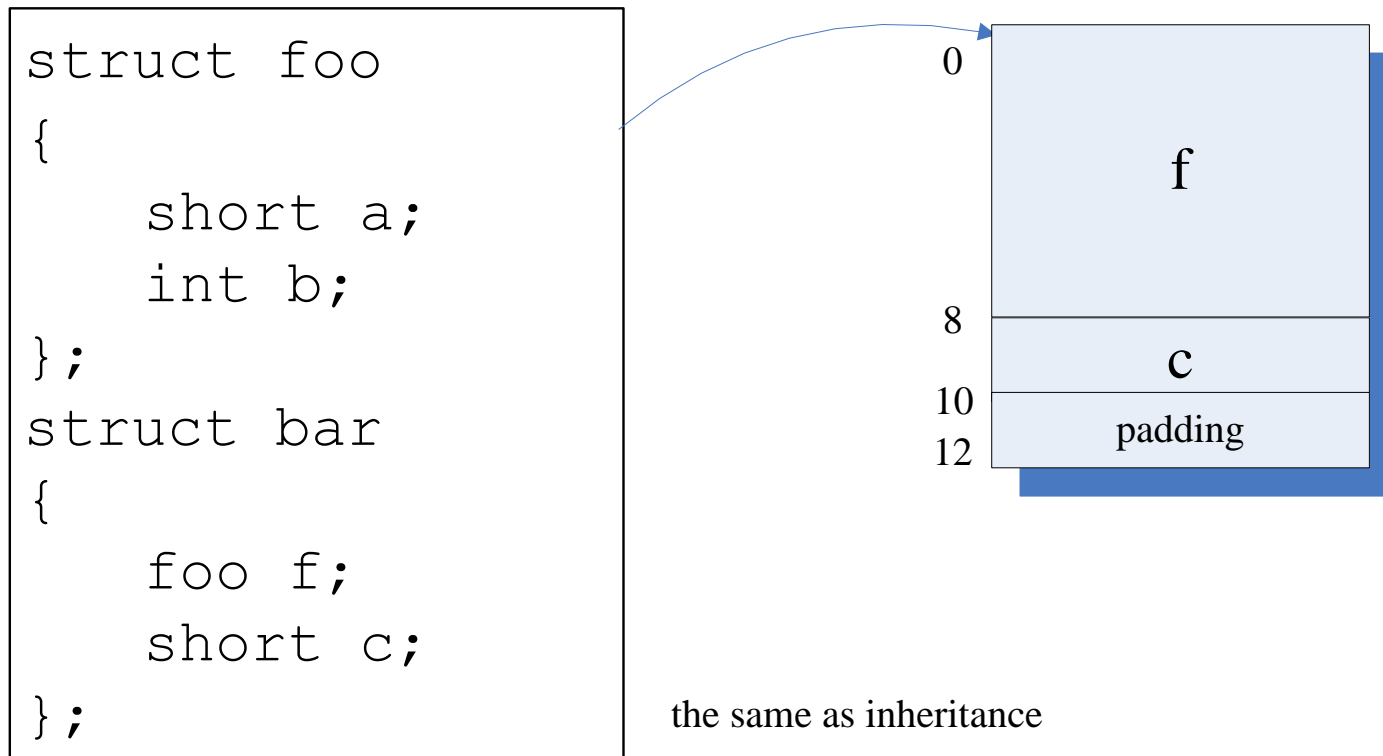 struct foo
{
    short a;
    int b;
};
struct bar
{
    foo f;
    short c;
};
0
f
8
c
10
padding
12
the same as inheritance